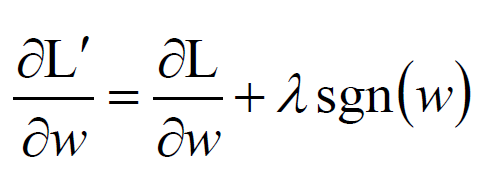 ∂L′/∂w = ∂L/∂w + λ sgn(w)